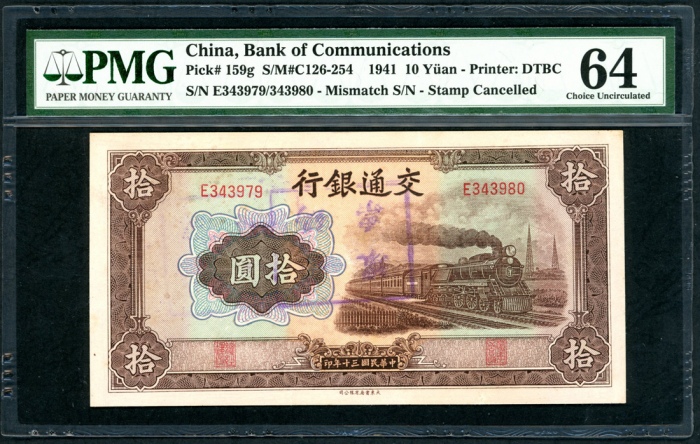 PMG
PAPER MONEY GUARANTY
China, Bank of Communications
Pick# 159g S/M#C126-254 1941 10 Yüan - Printer: DTBC
S/N E343979/343980 - Mismatch S/N - Stamp Cancelled
64
Choice Uncirculated
拾 拾
行銀通交
E343979 E343980
圓拾
拾 拾
印年十三國民華中